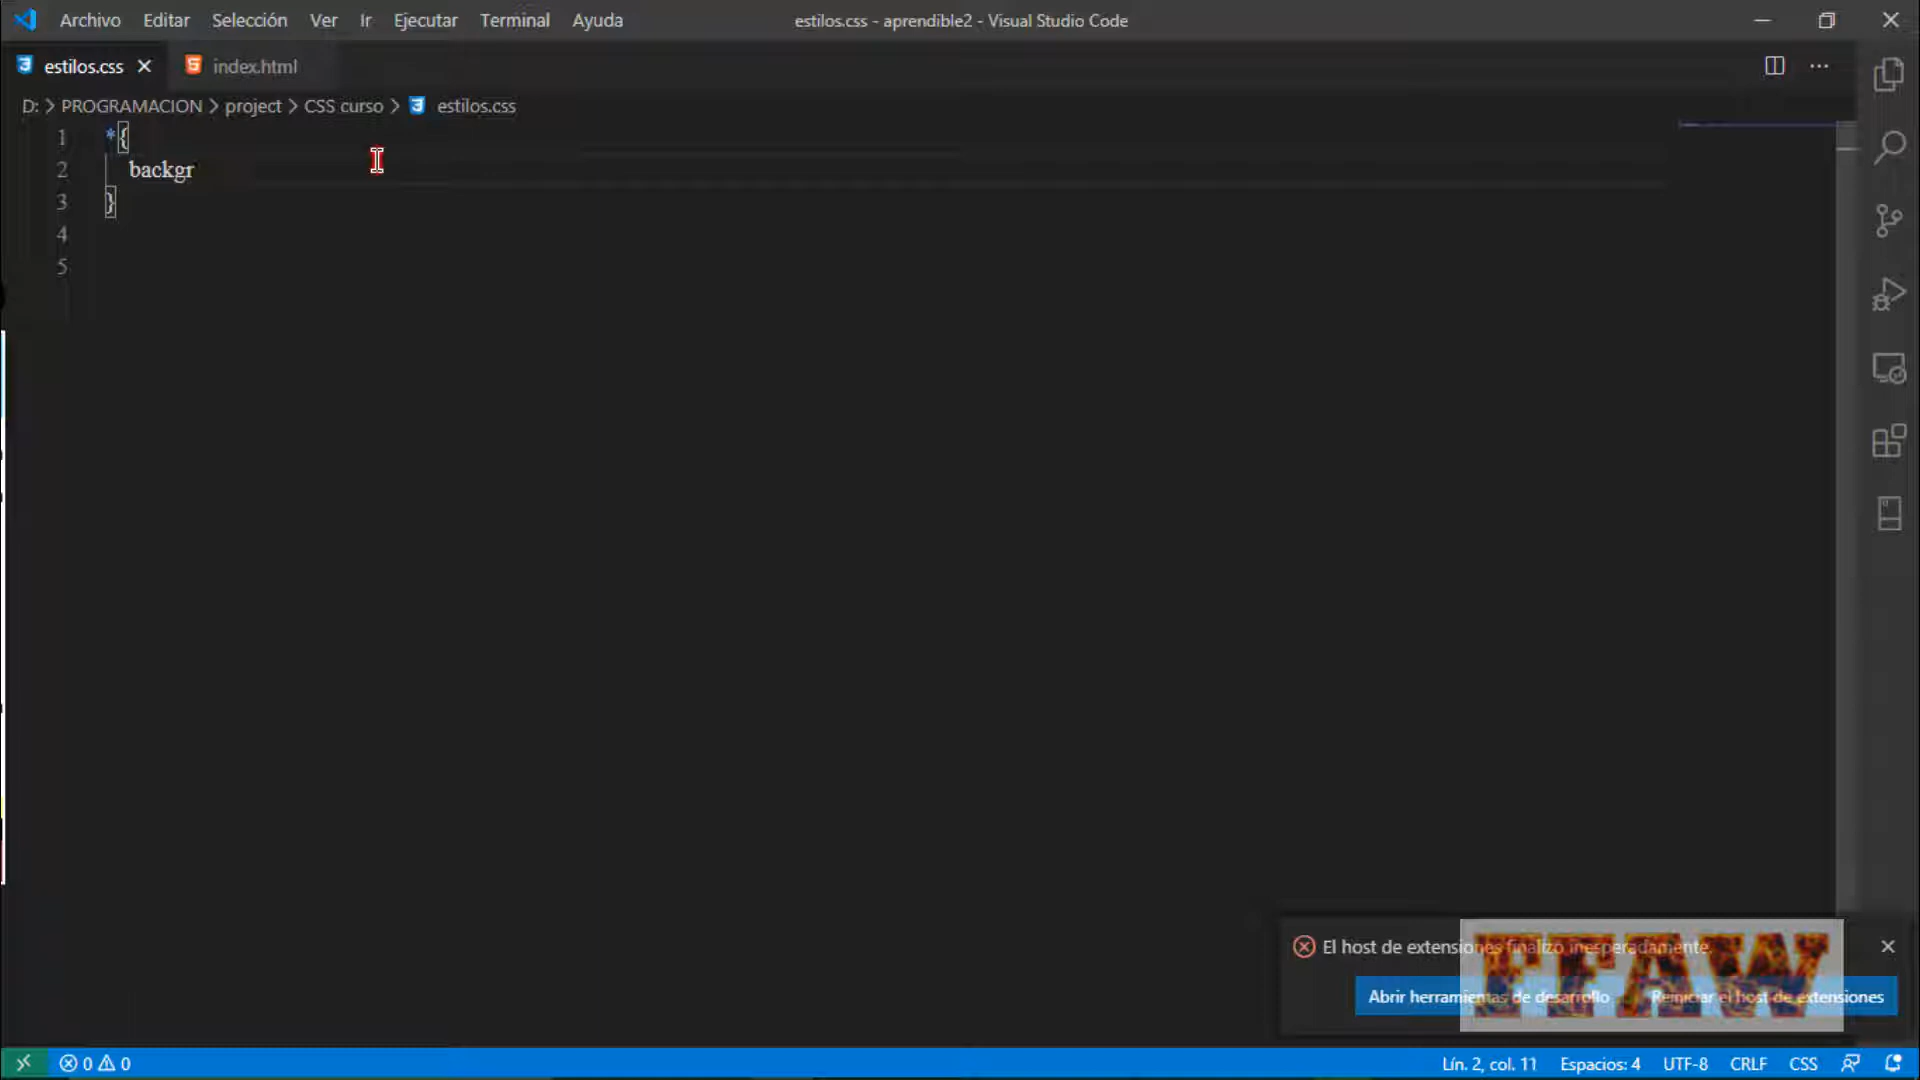 Archivo Editar Selección Ver Ir Ejecutar Terminal Ayuda estilos.css - aprendible2 - Visual Studio Code
estilos.css index.html
D: > PROGRAMACION > project > CSS curso > estilos.css
1 *{
2 backgr
3 }
4
5
El host de extensiones finalizó inesperadamente.
FFAW
Abrir herramientas de desarrollo Reiniciar el host de extensiones
0 0 Lín. 2, col. 11 Espacios: 4 UTF-8 CRLF CSS